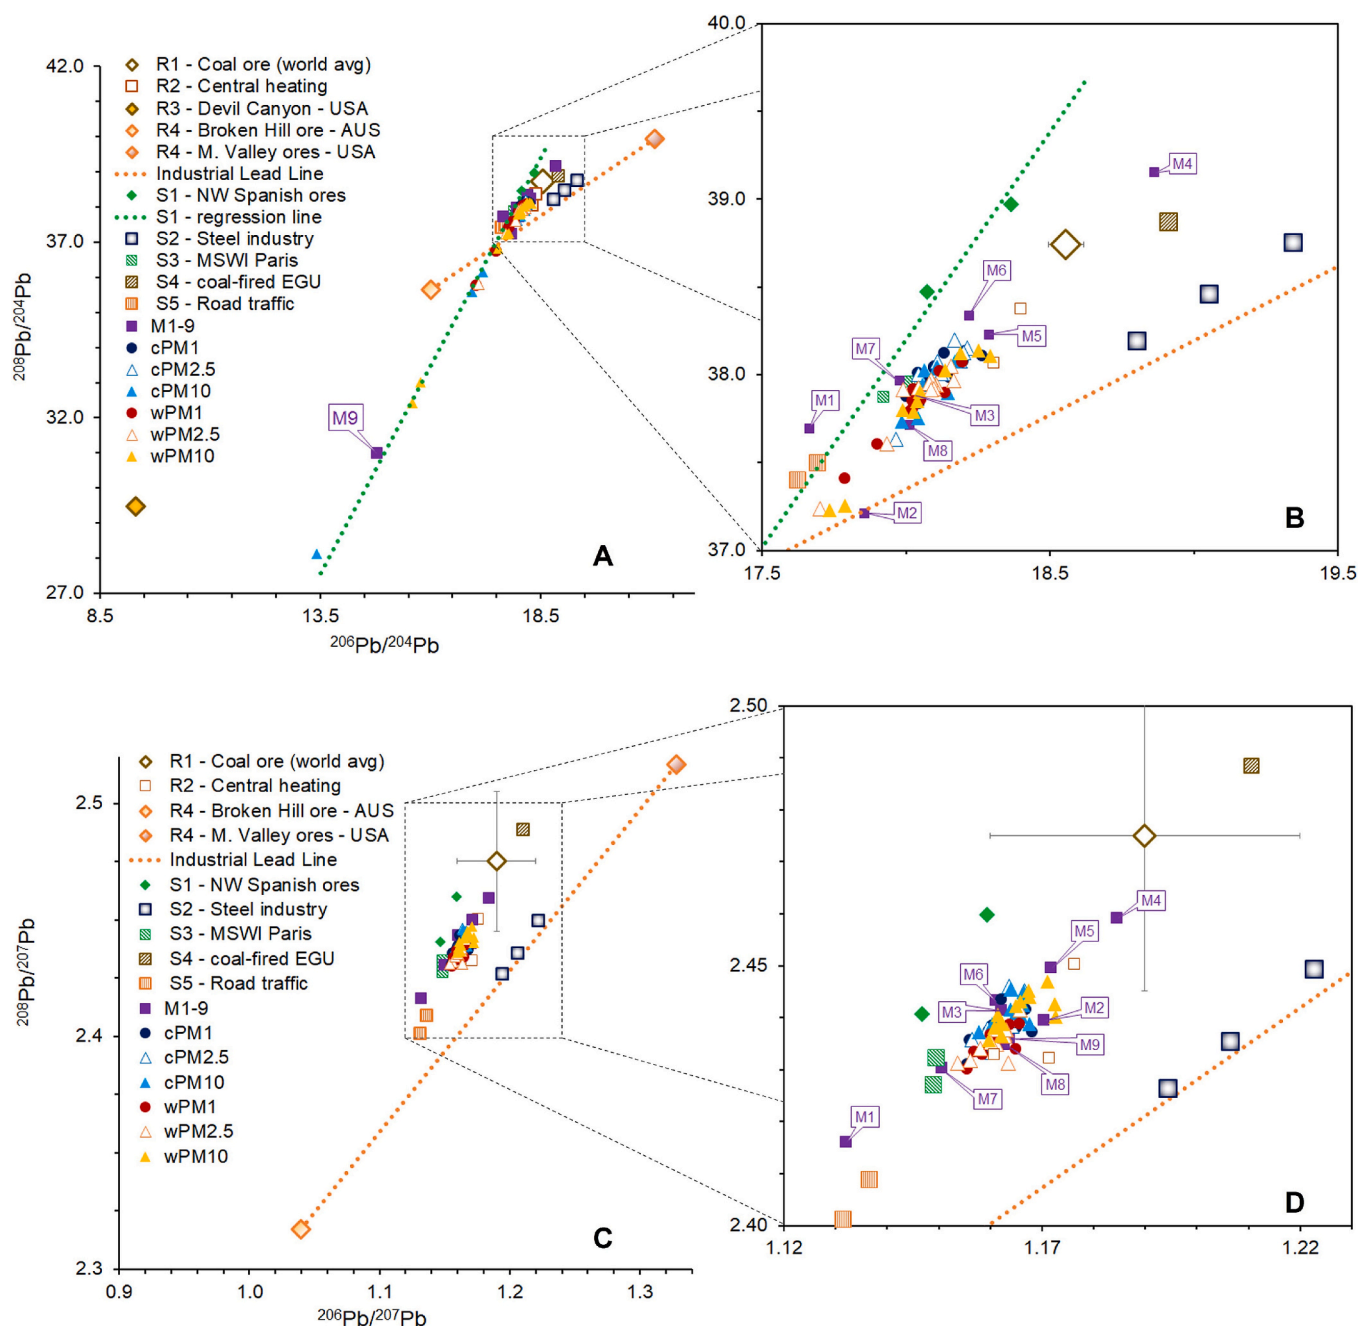 42.0
37.0
32.0
27.0
²⁰⁸Pb/²⁰⁴Pb
8.5
13.5
18.5
²⁰⁶Pb/²⁰⁴Pb
R1 - Coal ore (world avg)
R2 - Central heating
R3 - Devil Canyon - USA
R4 - Broken Hill ore - AUS
R4 - M. Valley ores - USA
Industrial Lead Line
S1 - NW Spanish ores
S1 - regression line
S2 - Steel industry
S3 - MSWI Paris
S4 - coal-fired EGU
S5 - Road traffic
M1-9
cPM1
cPM2.5
cPM10
wPM1
wPM2.5
wPM10
M9
A
40.0
39.0
38.0
37.0
17.5
18.5
19.5
M4
M6
M5
M7
M1
M3
M8
M2
B
2.5
2.4
2.3
²⁰⁸Pb/²⁰⁷Pb
0.9
1.0
1.1
1.2
1.3
²⁰⁶Pb/²⁰⁷Pb
R1 - Coal ore (world avg)
R2 - Central heating
R4 - Broken Hill ore - AUS
R4 - M. Valley ores - USA
Industrial Lead Line
S1 - NW Spanish ores
S2 - Steel industry
S3 - MSWI Paris
S4 - coal-fired EGU
S5 - Road traffic
M1-9
cPM1
cPM2.5
cPM10
wPM1
wPM2.5
wPM10
C
2.50
2.45
2.40
1.12
1.17
1.22
M4
M5
M6
M3
M2
M9
M8
M7
M1
D